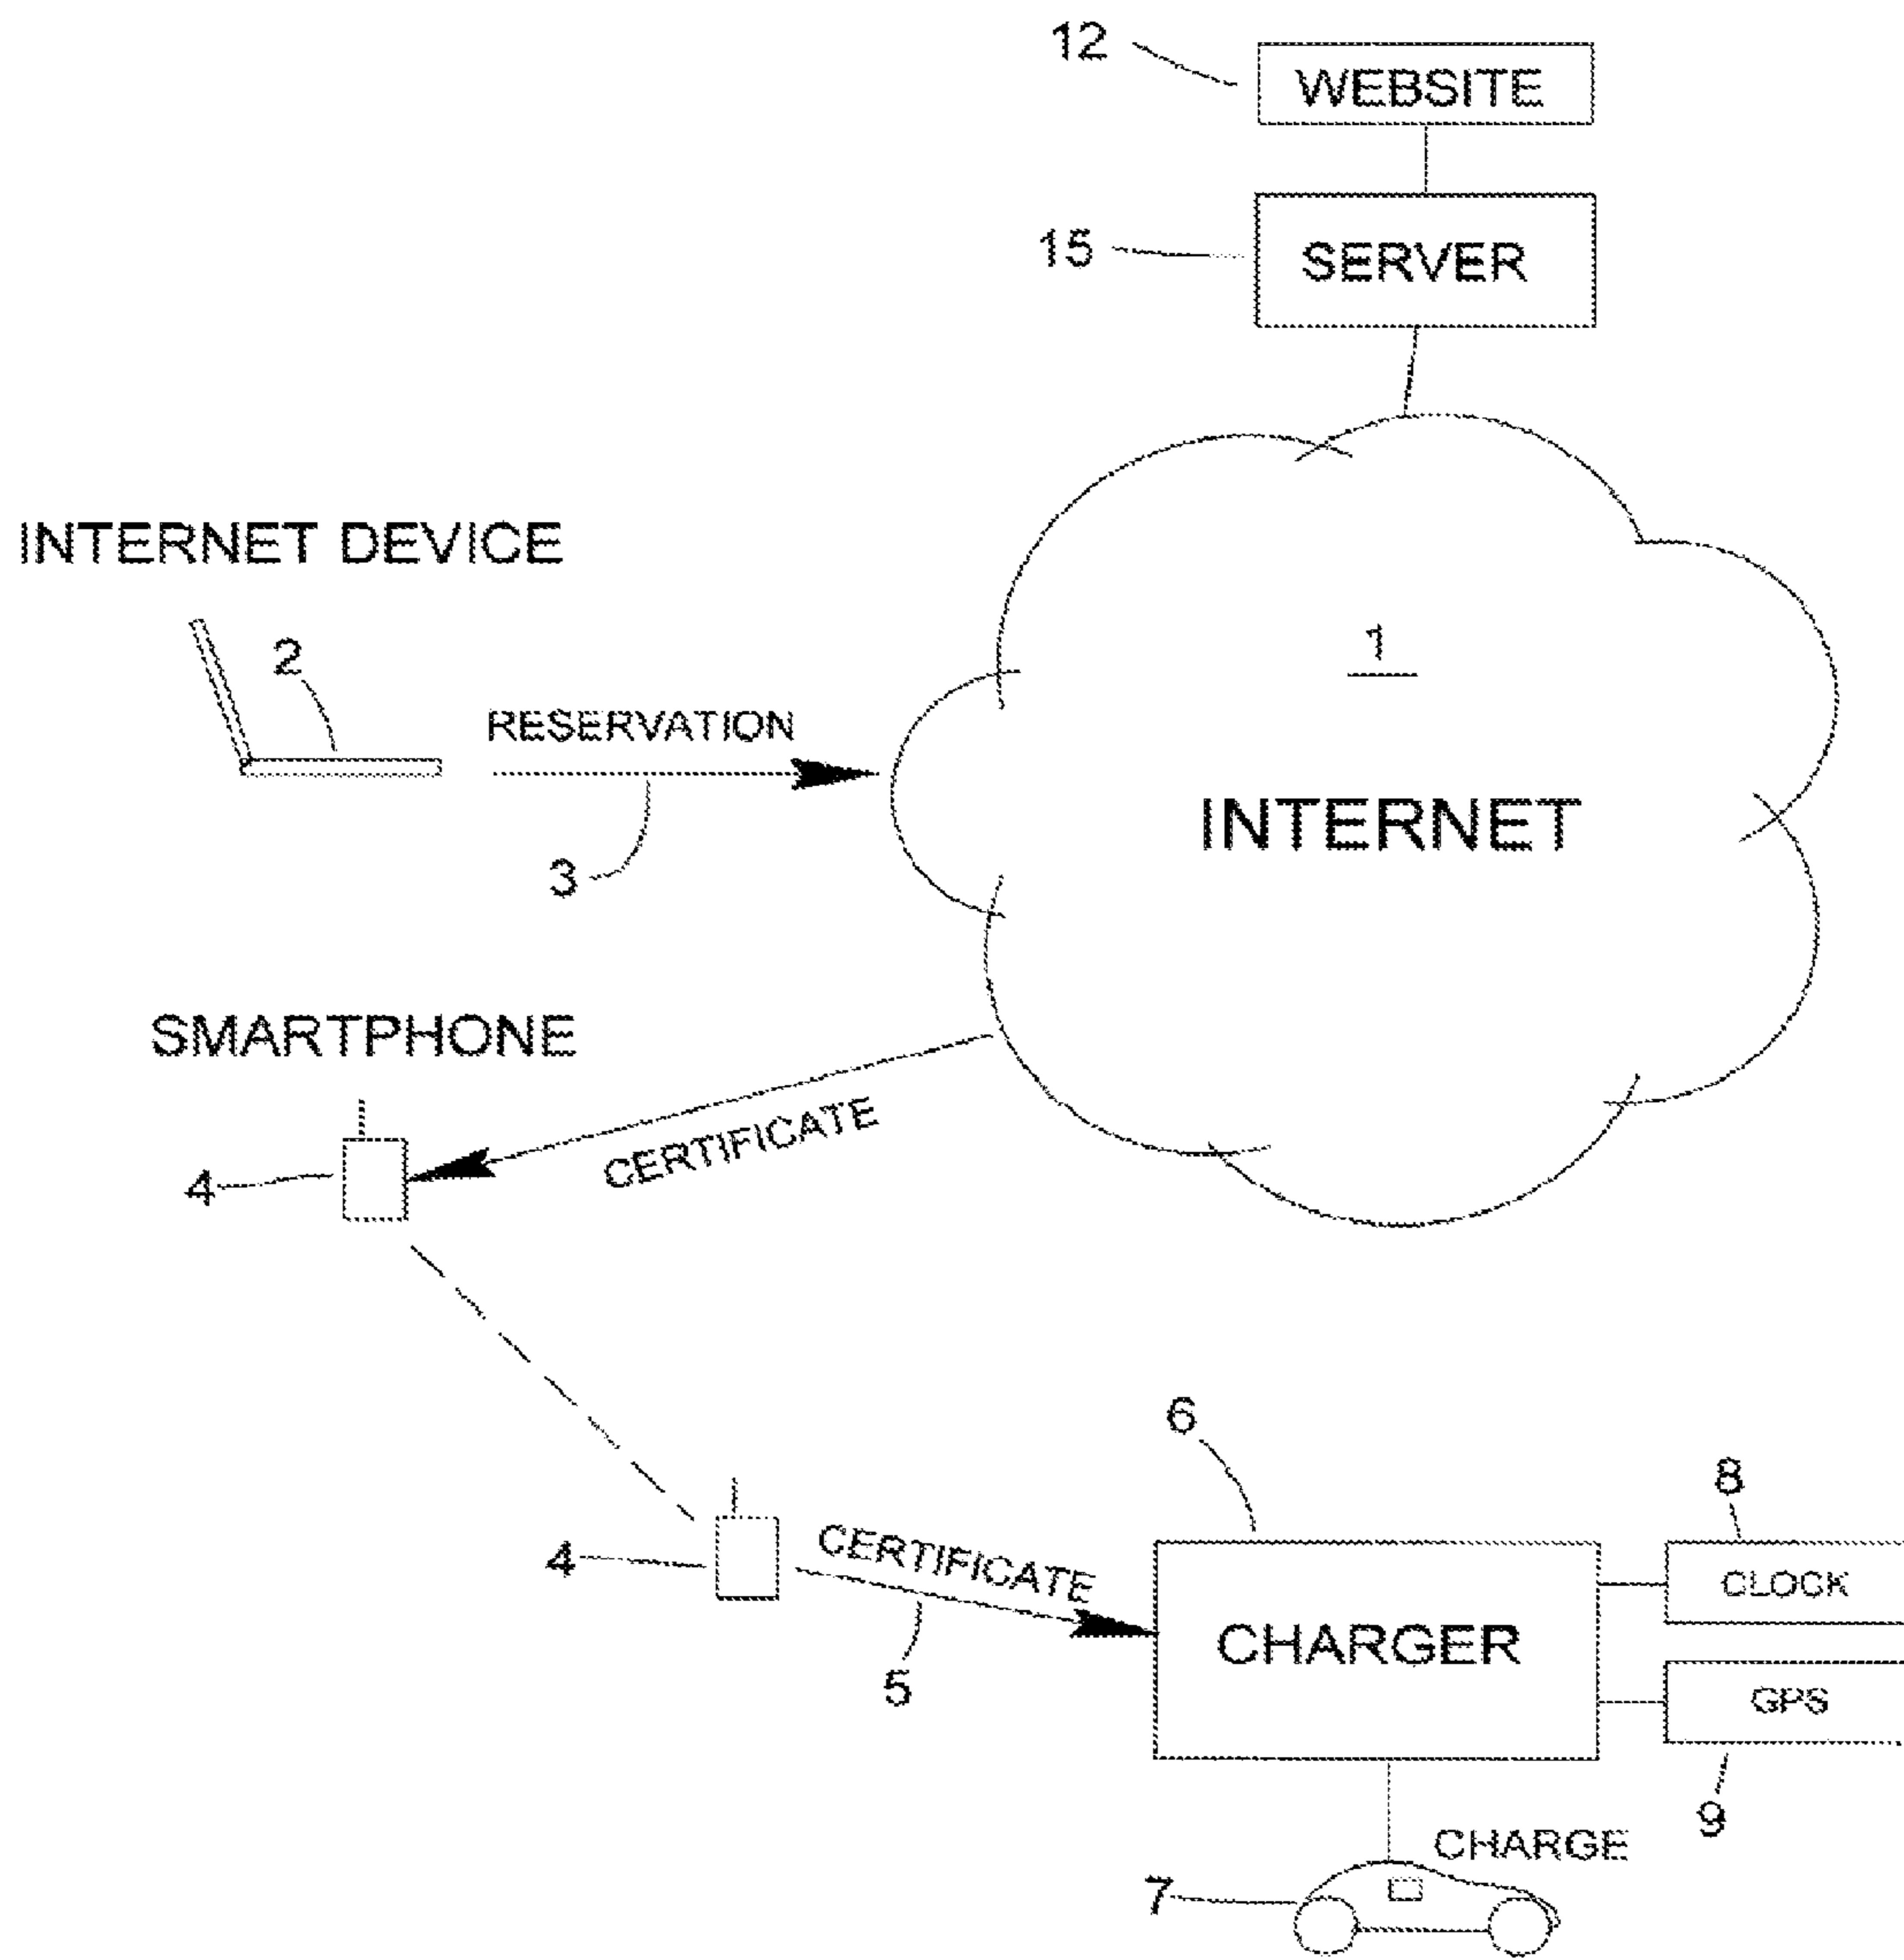 12
WEBSITE
15
SERVER
INTERNET DEVICE
2
RESERVATION
3
1
INTERNET
SMARTPHONE
4
CERTIFICATE
4
CERTIFICATE
5
6
CHARGER
8
CLOCK
GPS
9
CHARGE
7